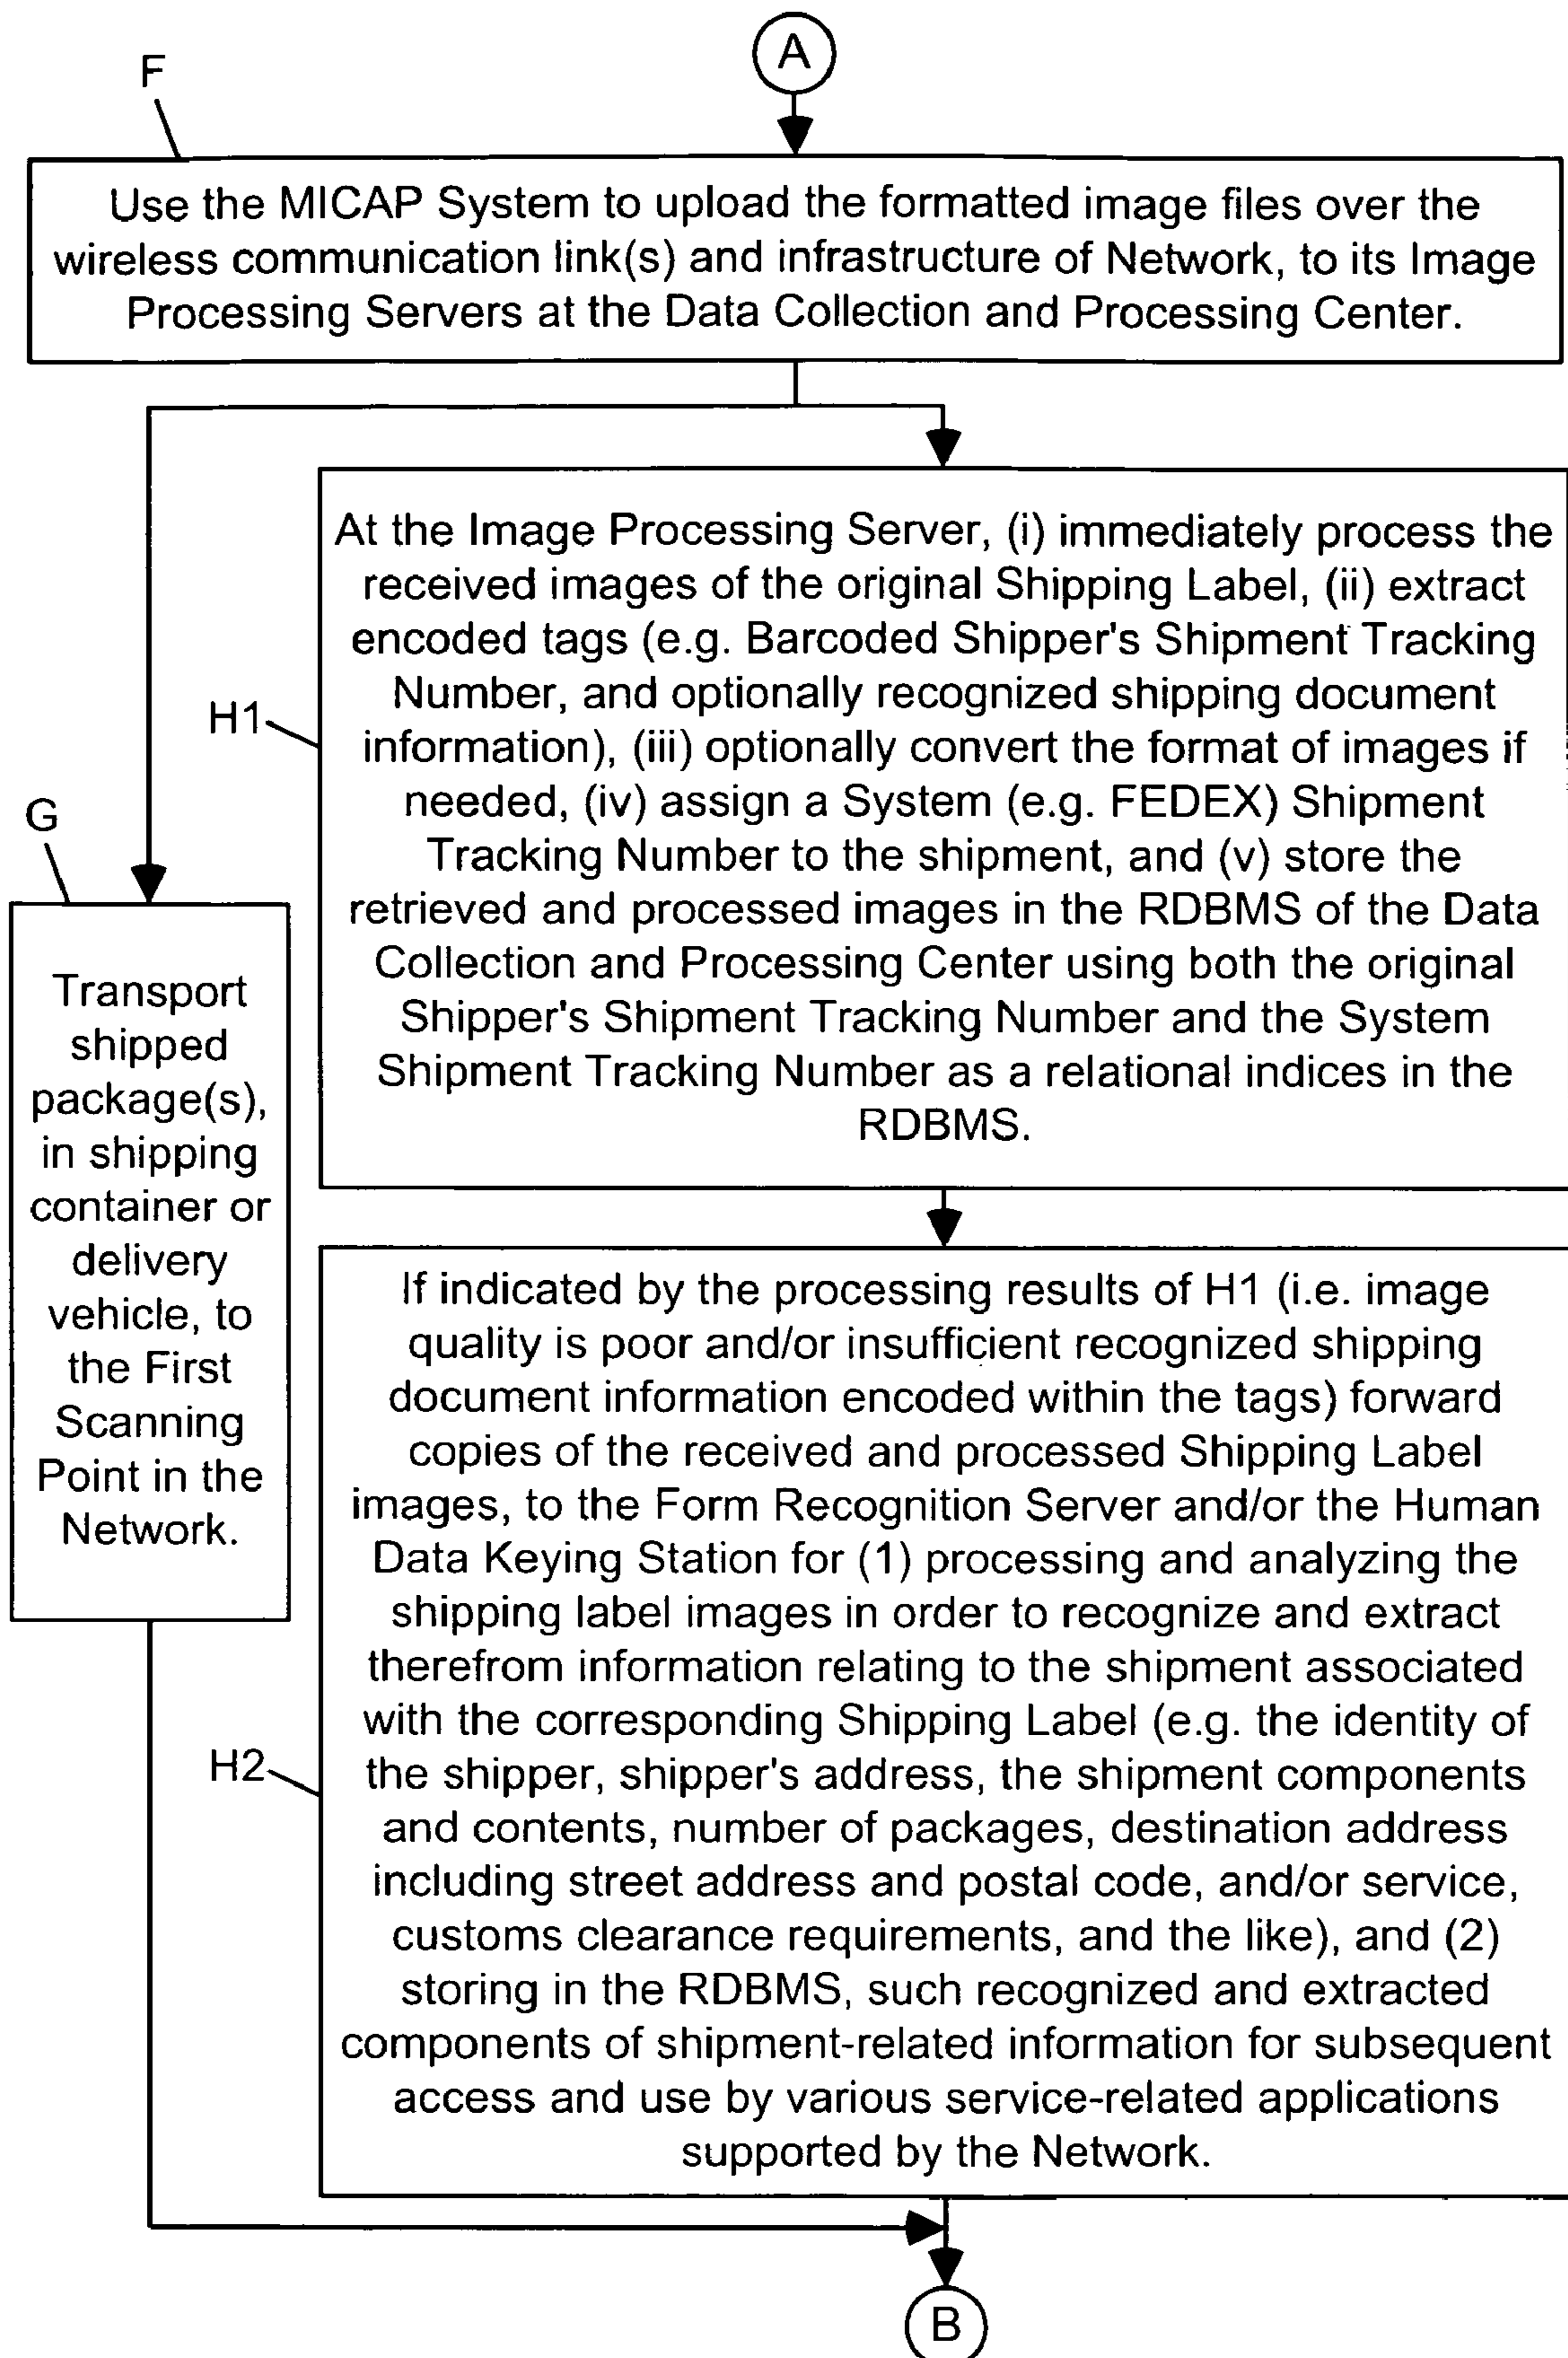 A
F
Use the MICAP System to upload the formatted image files over the
wireless communication link(s) and infrastructure of Network, to its Image
Processing Servers at the Data Collection and Processing Center.
H1
At the Image Processing Server, (i) immediately process the
received images of the original Shipping Label, (ii) extract
encoded tags (e.g. Barcoded Shipper's Shipment Tracking
Number, and optionally recognized shipping document
information), (iii) optionally convert the format of images if
needed, (iv) assign a System (e.g. FEDEX) Shipment
Tracking Number to the shipment, and (v) store the
retrieved and processed images in the RDBMS of the Data
Collection and Processing Center using both the original
Shipper's Shipment Tracking Number and the System
Shipment Tracking Number as a relational indices in the
RDBMS.
G
Transport
shipped
package(s),
in shipping
container or
delivery
vehicle, to
the First
Scanning
Point in the
Network.
H2
If indicated by the processing results of H1 (i.e. image
quality is poor and/or insufficient recognized shipping
document information encoded within the tags) forward
copies of the received and processed Shipping Label
images, to the Form Recognition Server and/or the Human
Data Keying Station for (1) processing and analyzing the
shipping label images in order to recognize and extract
therefrom information relating to the shipment associated
with the corresponding Shipping Label (e.g. the identity of
the shipper, shipper's address, the shipment components
and contents, number of packages, destination address
including street address and postal code, and/or service,
customs clearance requirements, and the like), and (2)
storing in the RDBMS, such recognized and extracted
components of shipment-related information for subsequent
access and use by various service-related applications
supported by the Network.
B